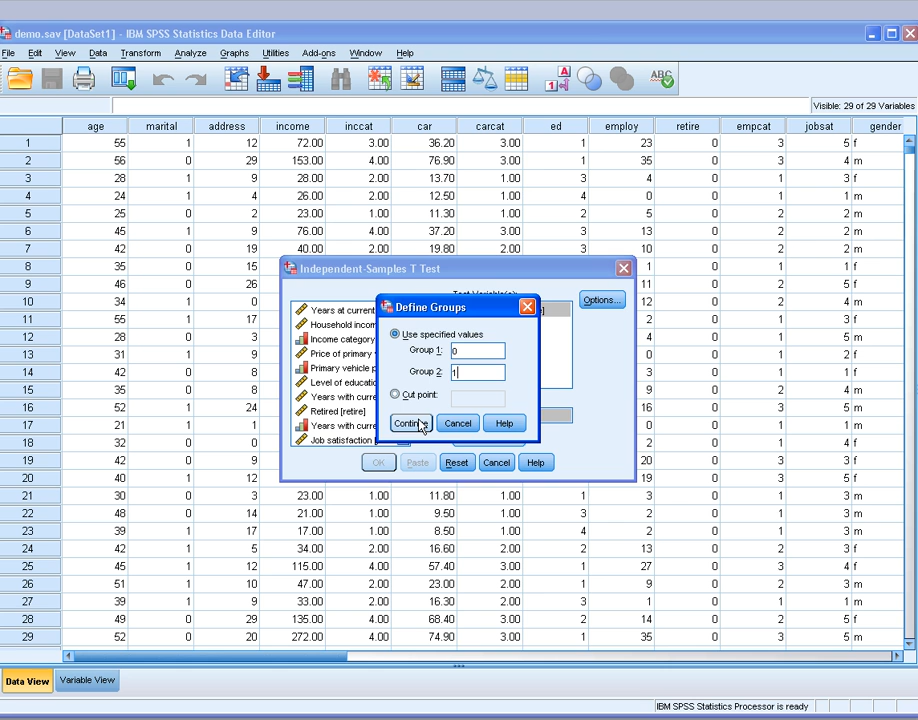 demo.sav [DataSet1] - IBM SPSS Statistics Data Editor
File Edit View Data Transform Analyze Graphs Utilities Add-ons Window Help
Visible: 29 of 29 Variables
age marital address income inccat car carcat ed employ retire empcat jobsat gender
1 55 1 12 72.00 3.00 36.20 3.00 1 23 0 3 5 f
2 56 0 29 153.00 4.00 76.90 3.00 1 35 0 3 4 m
3 28 1 9 28.00 2.00 13.70 1.00 3 4 0 1 3 f
4 24 1 4 26.00 2.00 12.50 1.00 4 0 0 1 1 m
5 25 0 2 23.00 1.00 11.30 1.00 2 5 0 2 2 m
6 45 1 9 76.00 4.00 37.20 3.00 3 13 0 2 2 m
7 42 0 19 40.00 2.00 19.80 2.00 3 10 0 2 2 m
8 35 0 15 1 0 1 1 f
9 46 0 26 11 0 2 2 m
10 34 1 0 12 0 2 4 m
11 55 1 17 2 0 1 3 f
12 28 0 3 4 0 1 5 m
13 31 1 9 0 0 1 2 f
14 42 0 8 3 0 1 1 f
15 35 0 8 9 0 2 4 m
16 52 1 24 16 0 3 5 m
17 21 1 1 2 0 1 1 m
18 32 0 0 2 0 1 4 f
19 42 0 9 20 0 3 3 f
20 40 1 12 19 0 3 5 f
21 30 0 3 23.00 1.00 11.80 1.00 1 3 0 1 3 m
22 48 0 14 21.00 1.00 9.50 1.00 3 2 0 1 3 m
23 39 1 17 17.00 1.00 8.50 1.00 4 2 0 1 3 m
24 42 1 5 34.00 2.00 16.60 2.00 2 13 0 2 3 f
25 45 1 12 115.00 4.00 57.40 3.00 1 27 0 3 4 f
26 51 1 10 47.00 2.00 23.00 2.00 1 9 0 2 3 m
27 39 1 9 33.00 2.00 16.30 2.00 3 1 0 1 1 m
28 49 0 29 135.00 4.00 68.40 3.00 2 14 0 2 5 f
29 52 0 20 272.00 4.00 74.90 3.00 1 35 0 3 5 m
Independent-Samples T Test
Options...
Years at current
Household incom
Income category
Price of primary
Primary vehicle p
Level of educatio
Years with curre
Retired [retire]
Years with curre
Job satisfaction
OK Paste Reset Cancel Help
Define Groups
Use specified values
Group 1: 0
Group 2: 1
Cut point:
Continue Cancel Help
Data View Variable View
IBM SPSS Statistics Processor is ready
ABC